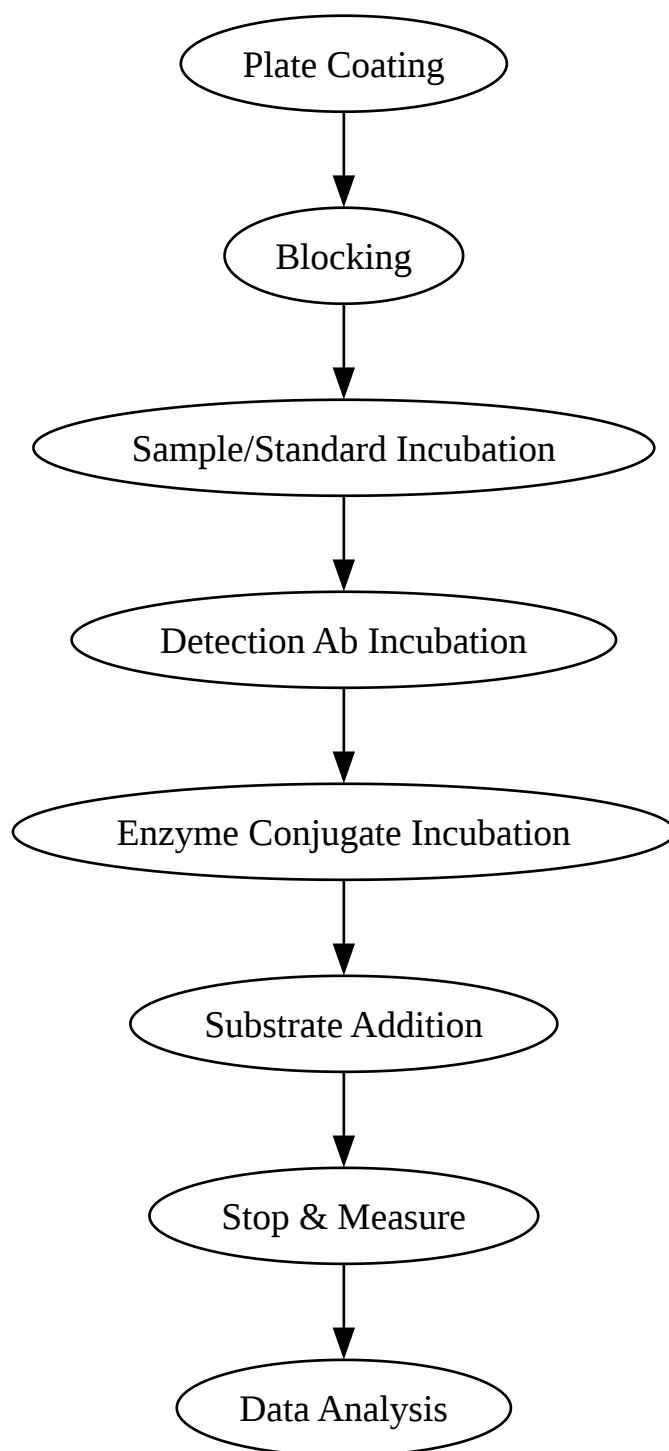 Plate Coating
Blocking
Sample/Standard Incubation
Detection Ab Incubation
Enzyme Conjugate Incubation
Substrate Addition
Stop & Measure
Data Analysis